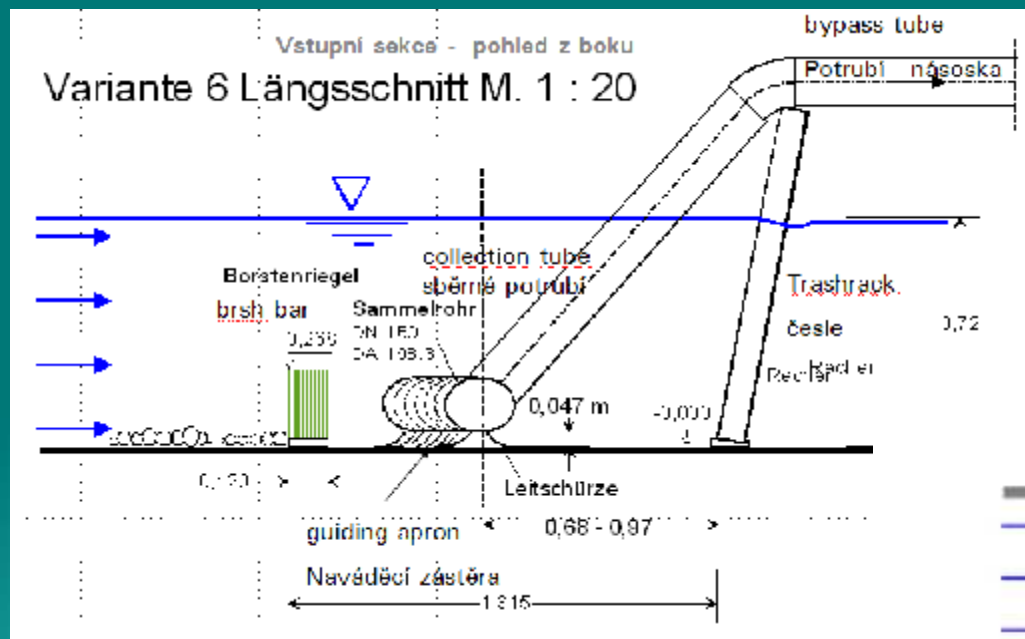 bypass tube
Vstupní sekce - pohled z boku
Potrubí násoska
Variante 6 Längsschnitt M. 1 : 20
collection tube
Borstenriegel
sběrné potrubí
Trashrack.
brsh bar
Sammelrohr
česle
0,72
0,047 m
Leitschürze
0,68 - 0,97
guiding apron
Naváděcí zástěra